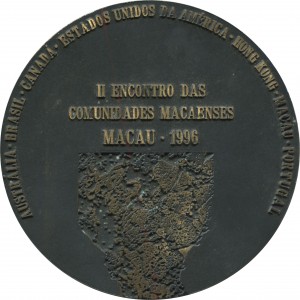 AUSTRÁLIA · BRASIL · CANADÁ · ESTADOS UNIDOS DA AMÉRICA · HONG KONG · MACAU · PORTUGAL
II ENCONTRO DAS
COMUNIDADES MACAENSES
MACAU - 1996